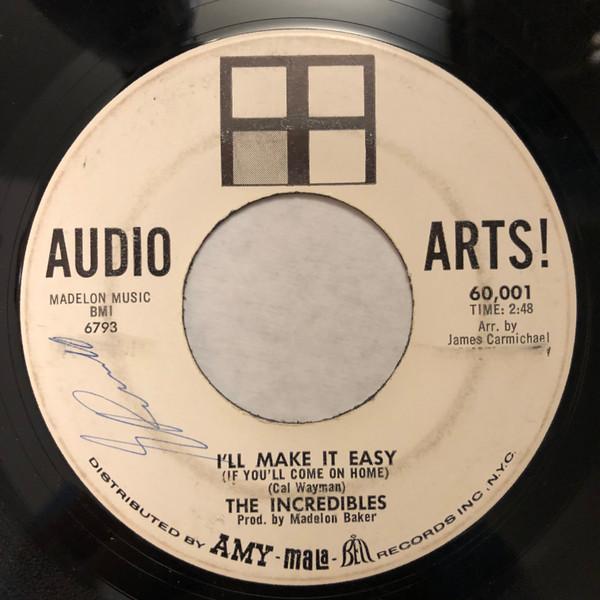 AUDIO ARTS!
MADELON MUSIC
BMI
6793
60,001
TIME: 2:48
Arr. by
James Carmichael
I'LL MAKE IT EASY
(IF YOU'LL COME ON HOME)
(Cal Wayman)
THE INCREDIBLES
Prod. by Madelon Baker
DISTRIBUTED BY AMY-mala-BELL RECORDS INC., N.Y.C.